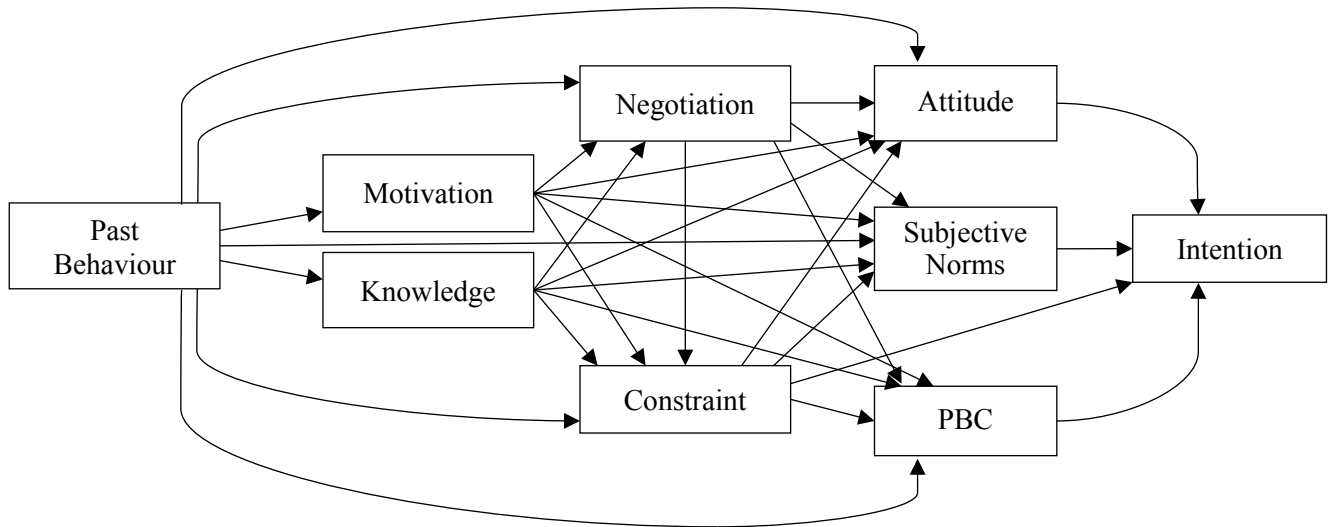 Negotiation
Attitude
Motivation
Past
Behaviour
Subjective
Norms
Intention
Knowledge
Constraint
PBC